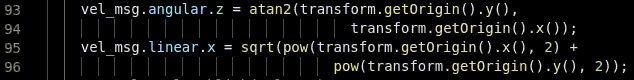 93 vel_msg.angular.z = atan2(transform.getOrigin().y(),
94 transform.getOrigin().x());
95 vel_msg.linear.x = sqrt(pow(transform.getOrigin().x(), 2) +
96 pow(transform.getOrigin().y(), 2));